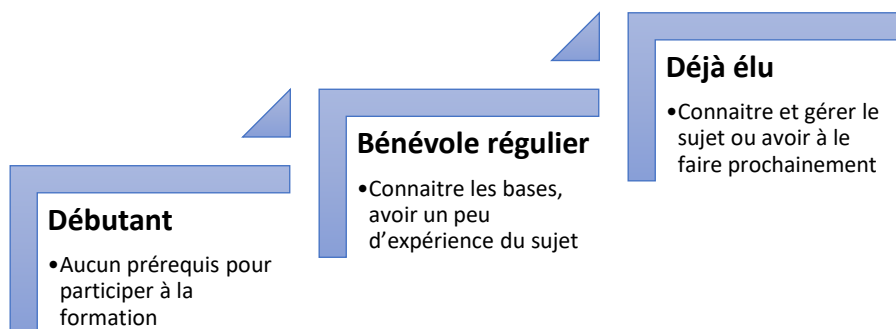 Débutant
•Aucun prérequis pour
participer à la
formation
Bénévole régulier
•Connaitre les bases,
avoir un peu
d’expérience du sujet
Déjà élu
•Connaitre et gérer le
sujet ou avoir à le
faire prochainement